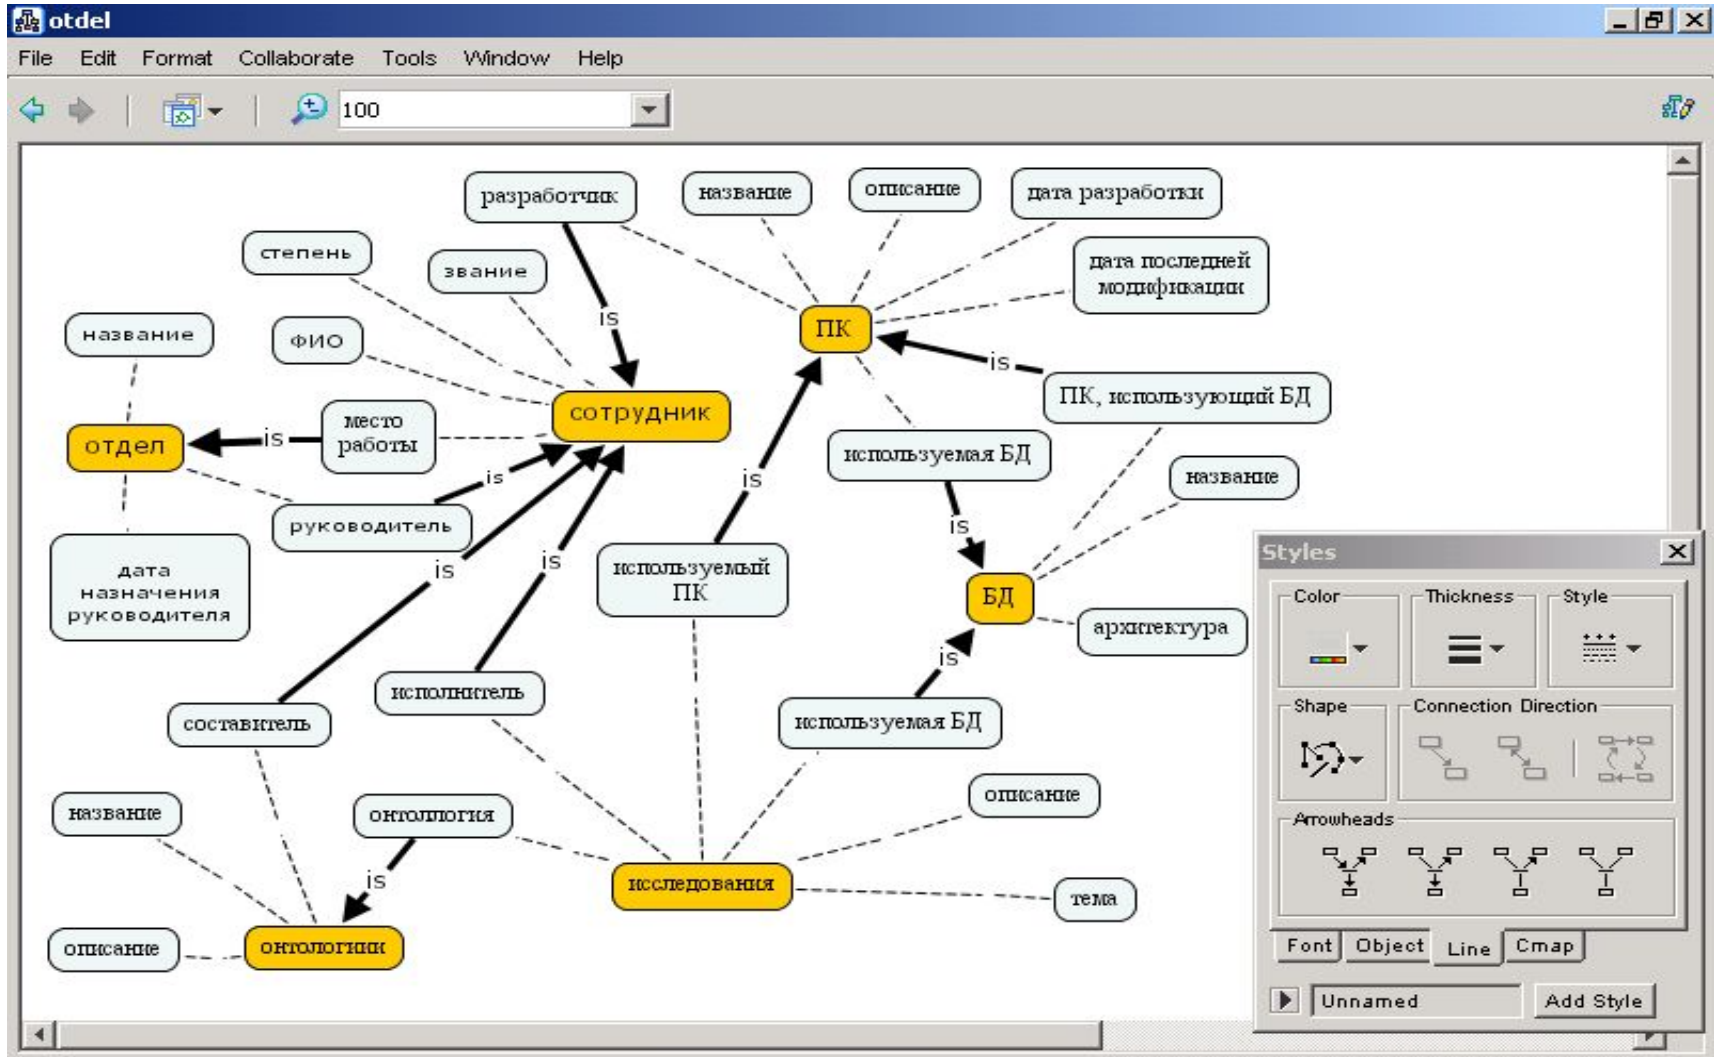 otdel
File Edit Format Collaborate Tools Window Help
100
разработчик
название
описание
дата разработки
степень
звание
дата последней
модификации
название
ФИО
is
ПК
is
ПК, использующий БД
сотрудник
место
работы
is
отдел
используемая БД
is
is
название
руководитель
is
is
is
используемый
ПК
Styles
дата
назначения
руководителя
БД
Color Thickness Style
архитектура
is
исполнитель
составитель
используемая БД
Shape Connection Direction
название
онтоллогия
описание
Arrowheads
is
исследования
тема
описание
онтологиии
Font Object Line Cmap
Unnamed Add Style